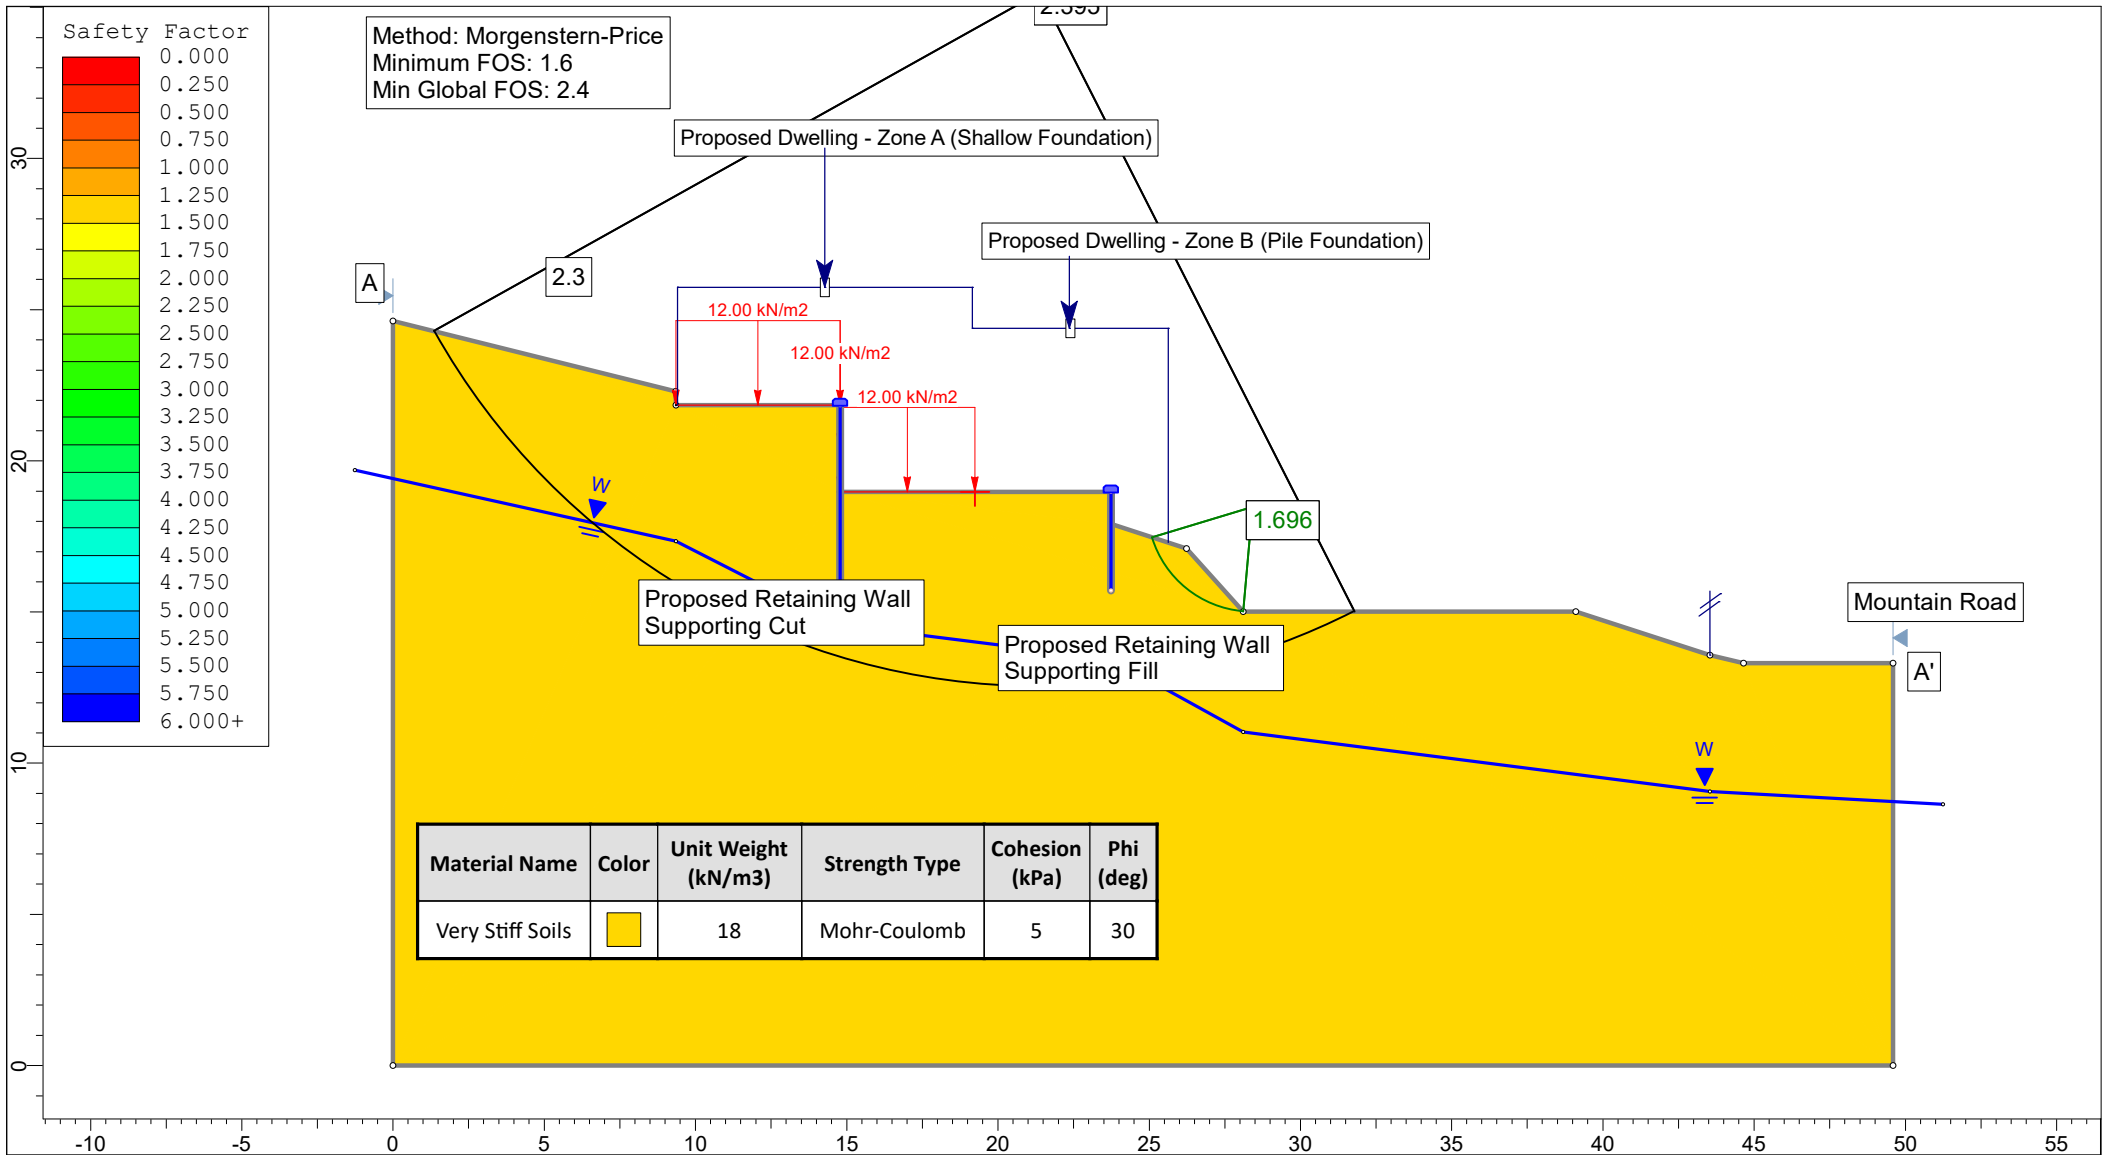 Safety Factor
0.000
0.250
0.500
0.750
1.000
1.250
1.500
1.750
2.000
2.250
2.500
2.750
3.000
3.250
3.500
3.750
4.000
4.250
4.500
4.750
5.000
5.250
5.500
5.750
6.000+
Method: Morgenstern-Price
Minimum FOS: 1.6
Min Global FOS: 2.4
2.395
Proposed Dwelling - Zone A (Shallow Foundation)
Proposed Dwelling - Zone B (Pile Foundation)
2.3
A
12.00 kN/m2
12.00 kN/m2
12.00 kN/m2
W
1.696
Proposed Retaining Wall
Supporting Cut
Proposed Retaining Wall
Supporting Fill
Mountain Road
A'
W
Material Name Color Unit Weight (kN/m3) Strength Type Cohesion (kPa) Phi (deg)
Very Stiff Soils 18 Mohr-Coulomb 5 30
30
20
10
0
-10 -5 0 5 10 15 20 25 30 35 40 45 50 55